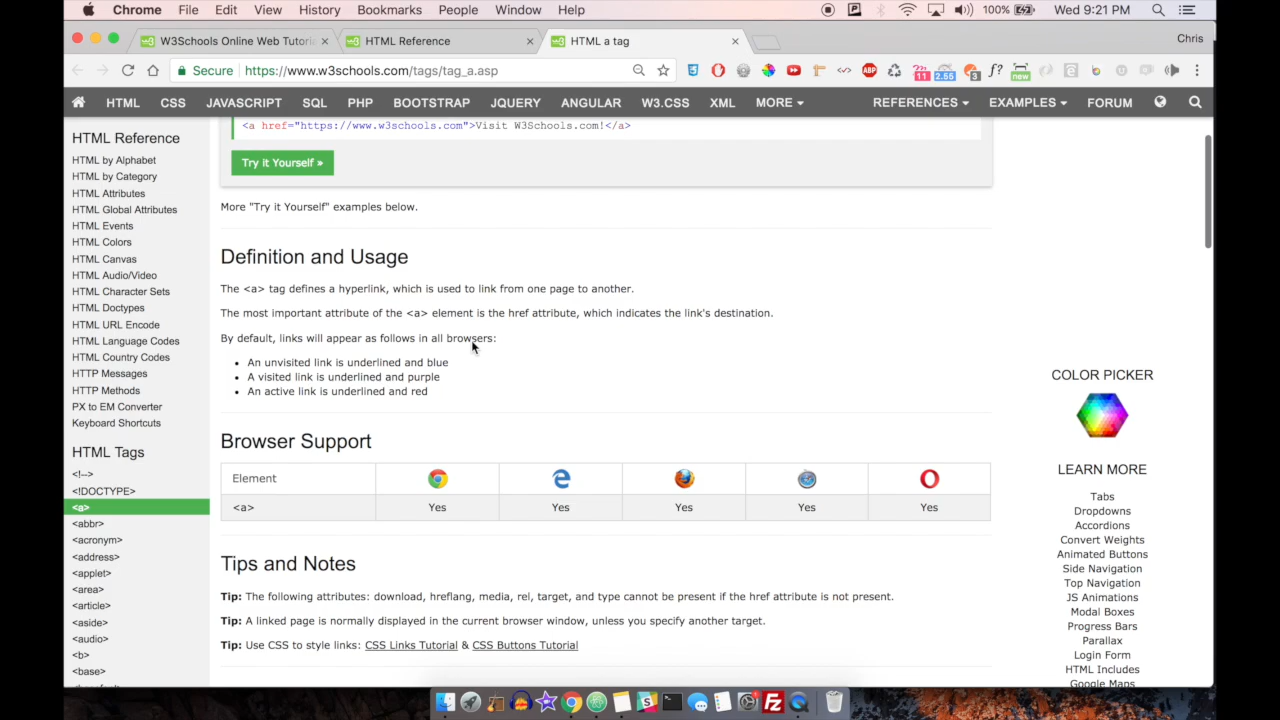 Chrome File Edit View History Bookmarks People Window Help 100% Wed 9:21 PM
W3Schools Online Web Tutoria × HTML Reference × HTML a tag × Chris
Secure https://www.w3schools.com/tags/tag_a.asp
HTML CSS JAVASCRIPT SQL PHP BOOTSTRAP JQUERY ANGULAR W3.CSS XML MORE REFERENCES EXAMPLES FORUM
HTML Reference
HTML by Alphabet
HTML by Category
HTML Attributes
HTML Global Attributes
HTML Events
HTML Colors
HTML Canvas
HTML Audio/Video
HTML Character Sets
HTML Doctypes
HTML URL Encode
HTML Language Codes
HTML Country Codes
HTTP Messages
HTTP Methods
PX to EM Converter
Keyboard Shortcuts
HTML Tags
<!-->
<!DOCTYPE>
<a>
<abbr>
<acronym>
<address>
<applet>
<area>
<article>
<aside>
<audio>
<b>
<base>
<a href="https://www.w3schools.com">Visit W3Schools.com!</a>
Try it Yourself »
More "Try it Yourself" examples below.
Definition and Usage
The <a> tag defines a hyperlink, which is used to link from one page to another.
The most important attribute of the <a> element is the href attribute, which indicates the link's destination.
By default, links will appear as follows in all browsers:
• An unvisited link is underlined and blue
• A visited link is underlined and purple
• An active link is underlined and red
Browser Support
Element
<a> Yes Yes Yes Yes Yes
Tips and Notes
Tip: The following attributes: download, hreflang, media, rel, target, and type cannot be present if the href attribute is not present.
Tip: A linked page is normally displayed in the current browser window, unless you specify another target.
Tip: Use CSS to style links: CSS Links Tutorial & CSS Buttons Tutorial
COLOR PICKER
LEARN MORE
Tabs
Dropdowns
Accordions
Convert Weights
Animated Buttons
Side Navigation
Top Navigation
JS Animations
Modal Boxes
Progress Bars
Parallax
Login Form
HTML Includes
Google Maps